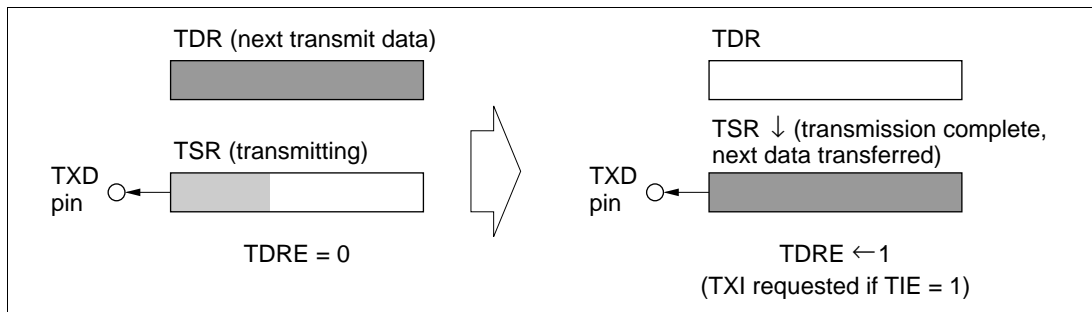 TDR (next transmit data)
TSR (transmitting)
TXD
pin
TDRE = 0
TDR
TSR ↓ (transmission complete,
next data transferred)
TXD
pin
TDRE ← 1
(TXI requested if TIE = 1)